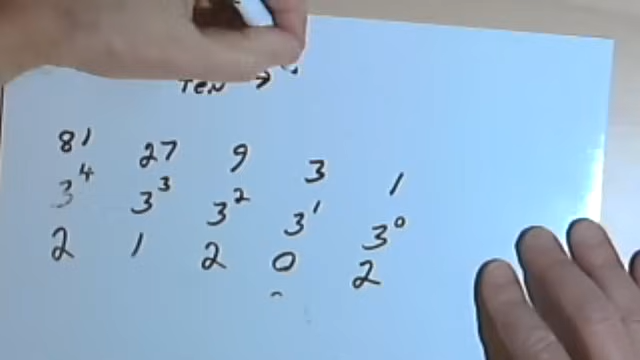 TEN →
81 27 9 3 1
3⁴ 3³ 3² 3¹ 3⁰
2 1 2 0 2